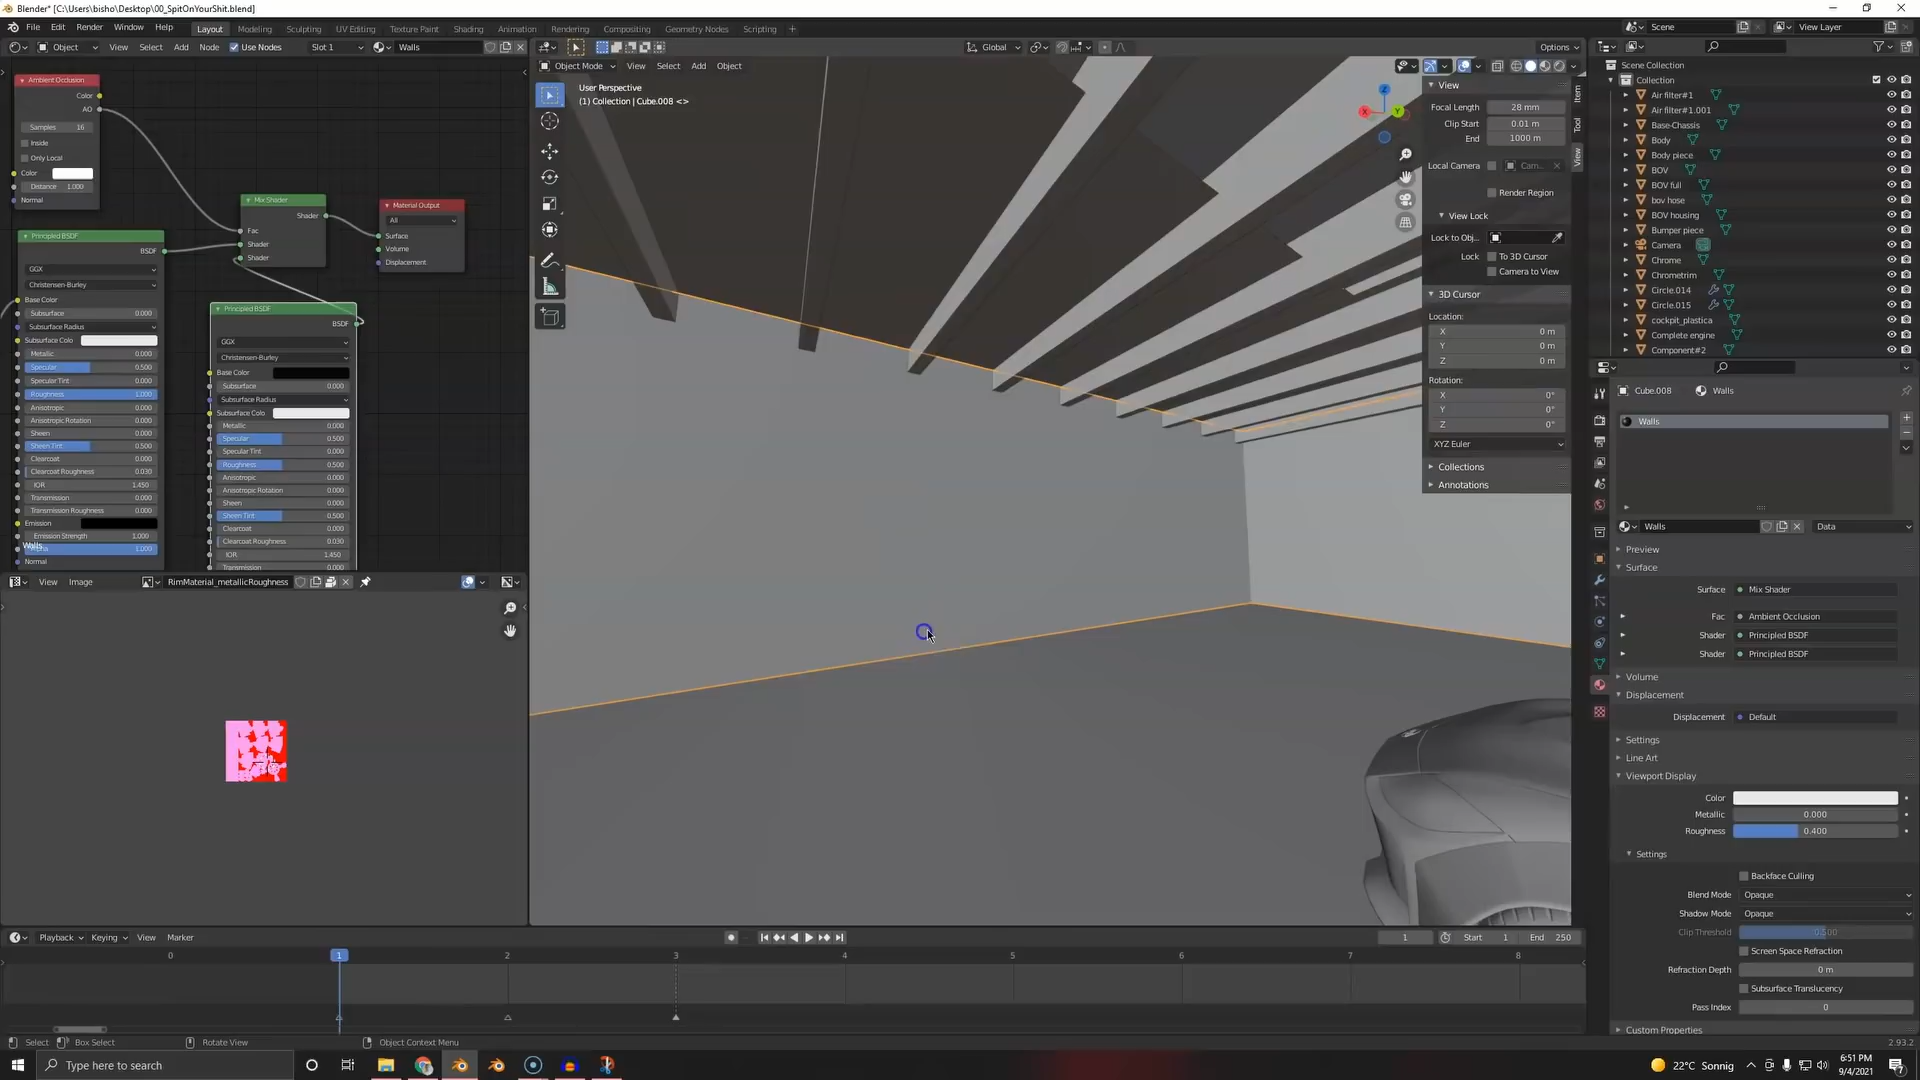 Blender* [C:\Users\bisho\Desktop\00_SpitOnYourShit.blend]
File Edit Render Window Help Layout Modeling Sculpting UV Editing Texture Paint Shading Animation Rendering Compositing Geometry Nodes Scripting + Scene View Layer
Object View Select Add Node Use Nodes Slot 1 Walls Global Options
Object Mode View Select Add Object
User Perspective
(1) Collection | Cube.008 <>
Ambient Occlusion
Color
AO
Samples 16
Inside
Only Local
Color
Distance 1.000
Normal
Mix Shader
Shader
Fac
Shader
Shader
Material Output
All
Surface
Volume
Displacement
Principled BSDF
BSDF
GGX
Christensen-Burley
Base Color
Subsurface 0.000
Subsurface Radius
Subsurface Color
Metallic 0.000
Specular 0.500
Specular Tint 0.000
Roughness 1.000
Anisotropic 0.000
Anisotropic Rotation 0.000
Sheen 0.000
Sheen Tint 0.500
Clearcoat 0.000
Clearcoat Roughness 0.030
IOR 1.450
Transmission 0.000
Transmission Roughness 0.000
Emission
Emission Strength 1.000
Walls
1.000
Normal
Principled BSDF
BSDF
GGX
Christensen-Burley
Base Color
Subsurface 0.000
Subsurface Radius
Subsurface Colo
Metallic 0.000
Specular 0.500
Specular Tint 0.000
Roughness 0.500
Anisotropic 0.000
Anisotropic Rotation 0.000
Sheen 0.000
Sheen Tint 0.500
Clearcoat 0.000
Clearcoat Roughness 0.030
IOR 1.450
Transmission 0.000
X Y Z
View
Focal Length 28 mm
Clip Start 0.01 m
End 1000 m
Local Camera Cam...
Render Region
View Lock
Lock to Obj...
Lock To 3D Cursor
Camera to View
3D Cursor
Location:
X 0 m
Y 0 m
Z 0 m
Rotation:
X 0°
Y 0°
Z 0°
XYZ Euler
Collections
Annotations
Item
Tool
View
Scene Collection
Collection
Air filter#1
Air filter#1.001
Base-Chassis
Body
Body piece
BOV
BOV full
bov hose
BOV housing
Bumper piece
Camera
Chrome
Chrometrim
Circle.014
Circle.015
cockpit_plastica
Complete engine
Component#2
Cube.008 Walls
Walls
Walls Data
Preview
Surface
Surface Mix Shader
Fac Ambient Occlusion
Shader Principled BSDF
Shader Principled BSDF
Volume
Displacement
Displacement Default
Settings
Line Art
Viewport Display
Color
Metallic 0.000
Roughness 0.400
Settings
Backface Culling
Blend Mode Opaque
Shadow Mode Opaque
Clip Threshold 0.500
Screen Space Refraction
Refraction Depth 0 m
Subsurface Translucency
Pass Index 0
Custom Properties
View Image RimMaterial_metallicRoughness
Playback Keying View Marker 1 Start 1 End 250
0 1 2 3 4 5 6 7 8
Select Box Select Rotate View Object Context Menu 2.93.2
Type here to search 22°C Sonnig 6:51 PM
9/4/2021